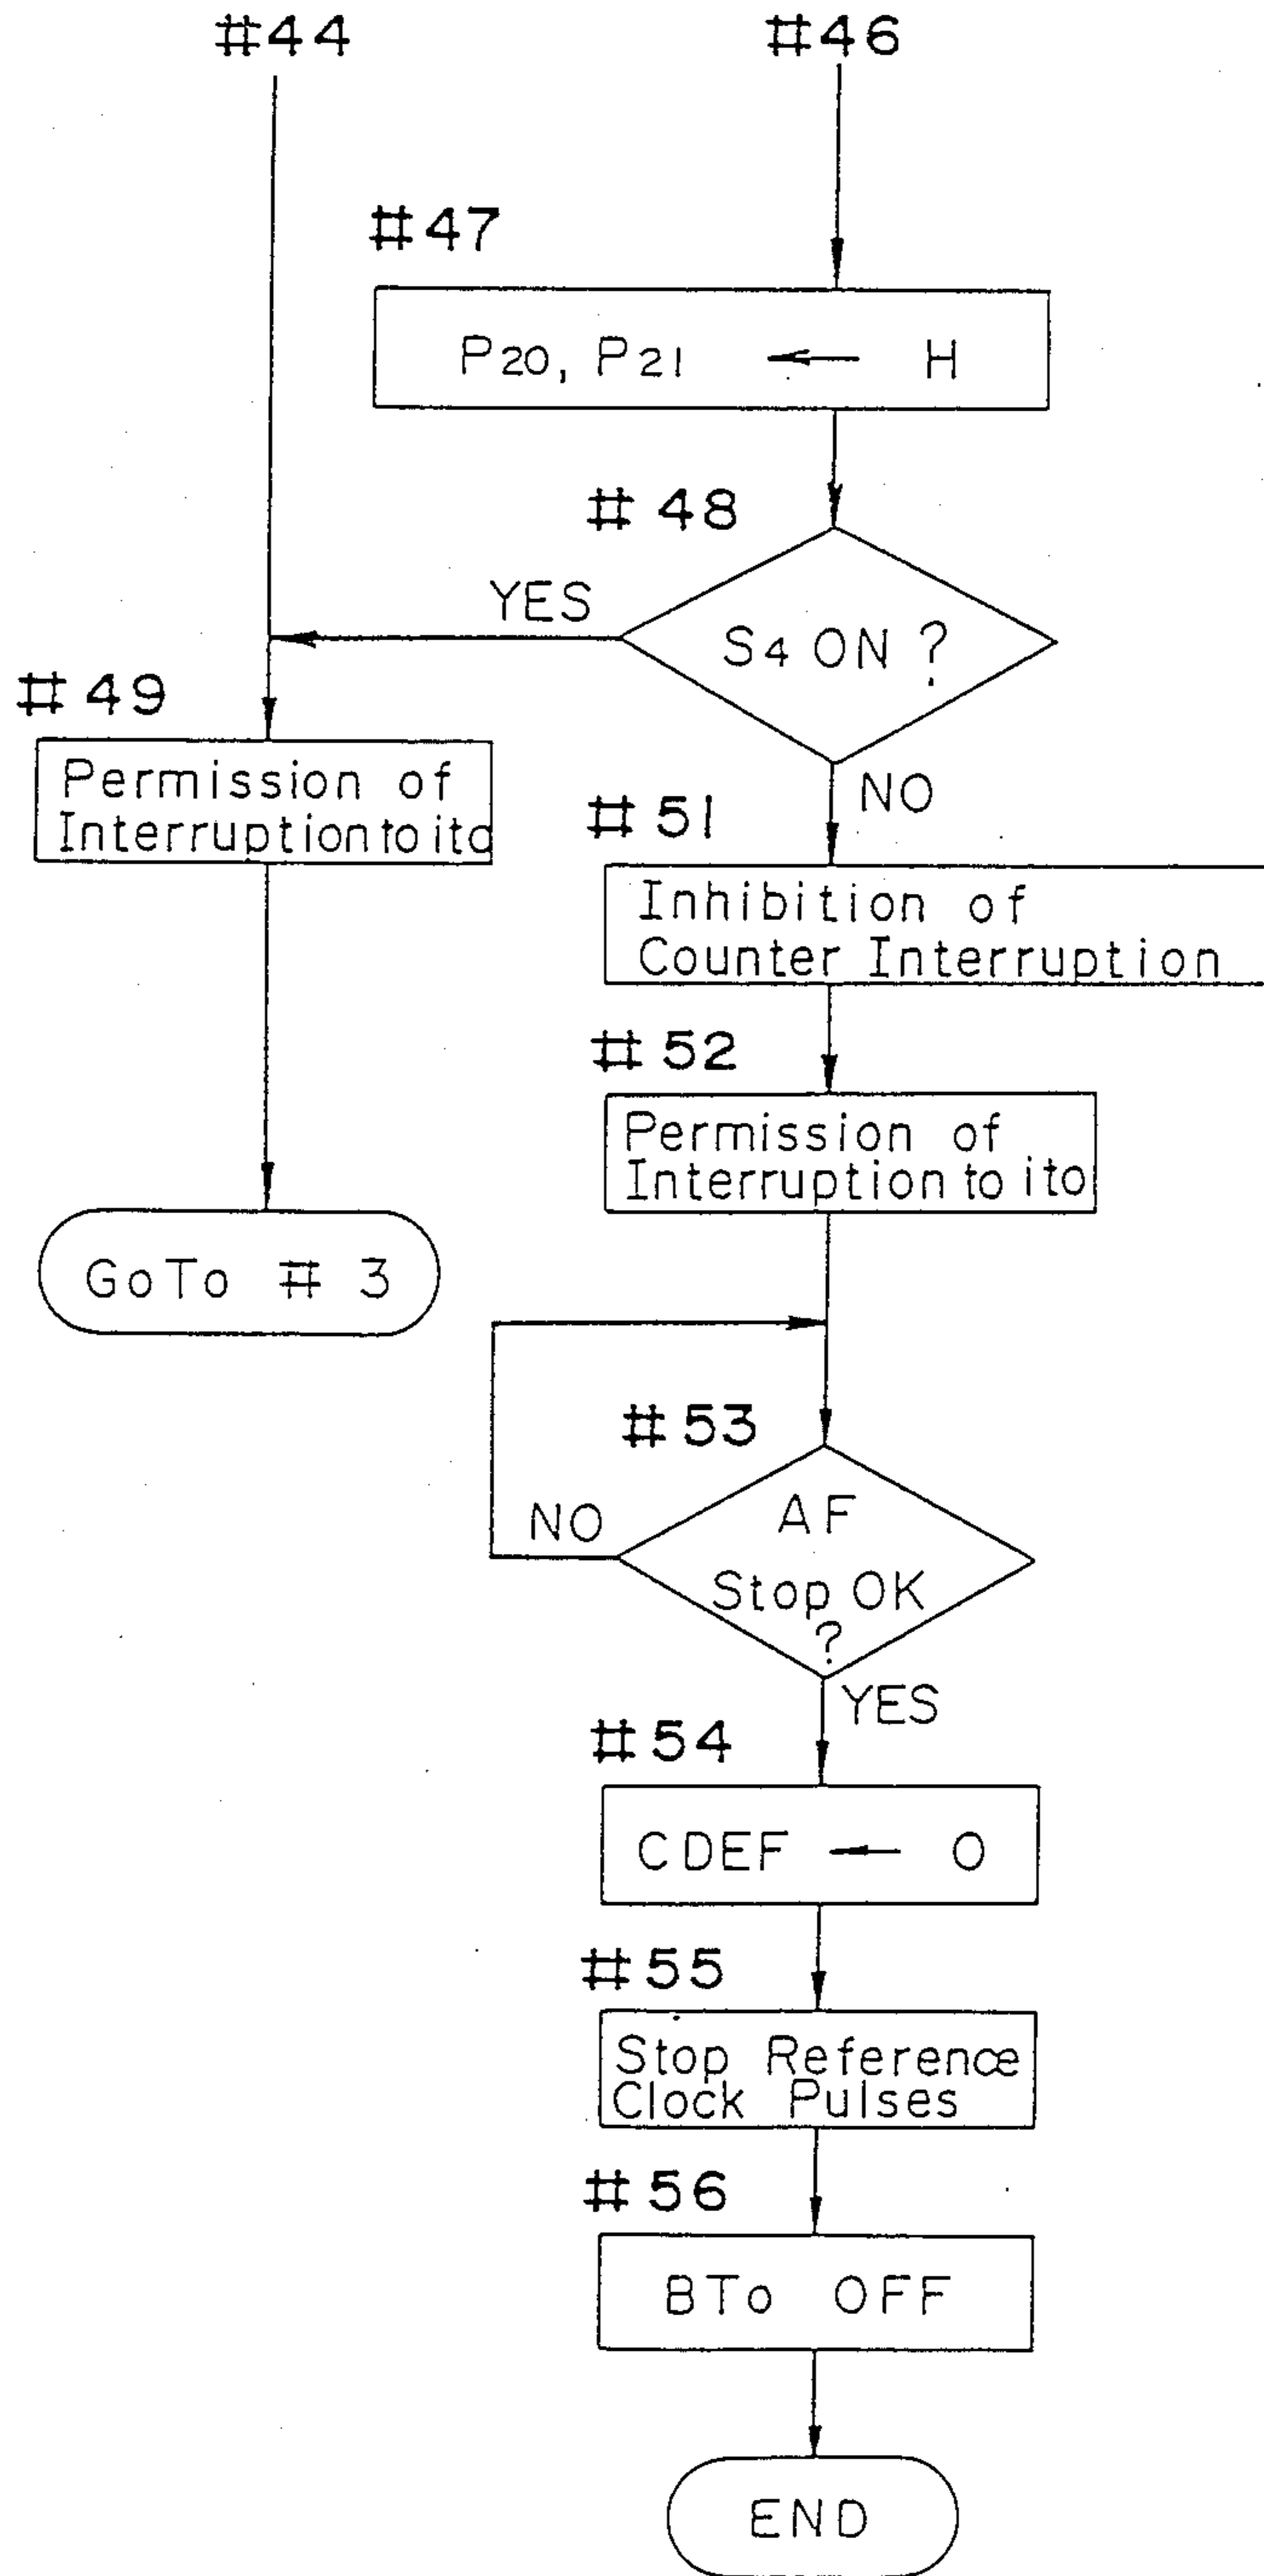 #44
#46
#47
P20, P21 ← H
#48
YES
S4 ON ?
#49
NO
Permission of
Interruption to ito
#51
Inhibition of
Counter Interruption
#52
Permission of
Interruption to ito
GoTo # 3
#53
NO
AF
Stop OK
?
YES
#54
CDEF ← O
#55
Stop Reference
Clock Pulses
#56
BTo OFF
END